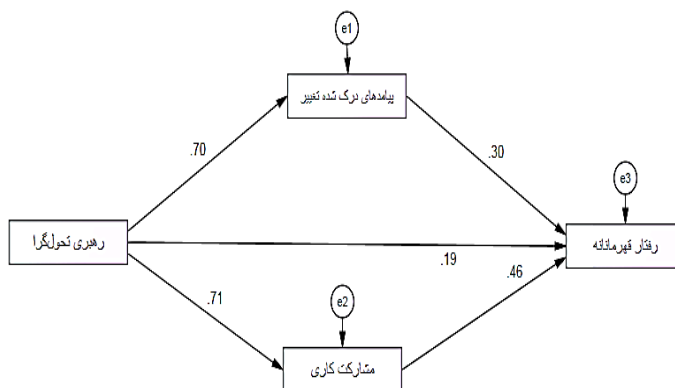 e1
پیامدهای درک شده تغییر
.70
.30
e3
رهبری تحول‌گرا
رفتار قهرمانانه
.19
.71
.46
e2
مشارکت کاری